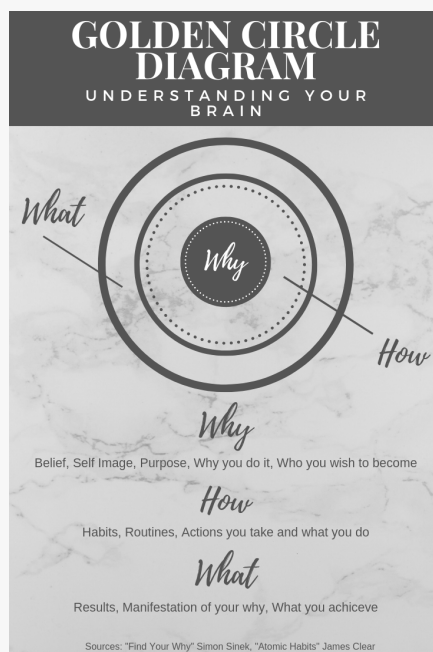 GOLDEN CIRCLE
DIAGRAM
UNDERSTANDING YOUR
BRAIN
What
Why
How
Why
Belief, Self Image, Purpose, Why you do it, Who you wish to become
How
Habits, Routines, Actions you take and what you do
What
Results, Manifestation of your why, What you achiceve
Sources: "Find Your Why" Simon Sinek, "Atomic Habits" James Clear